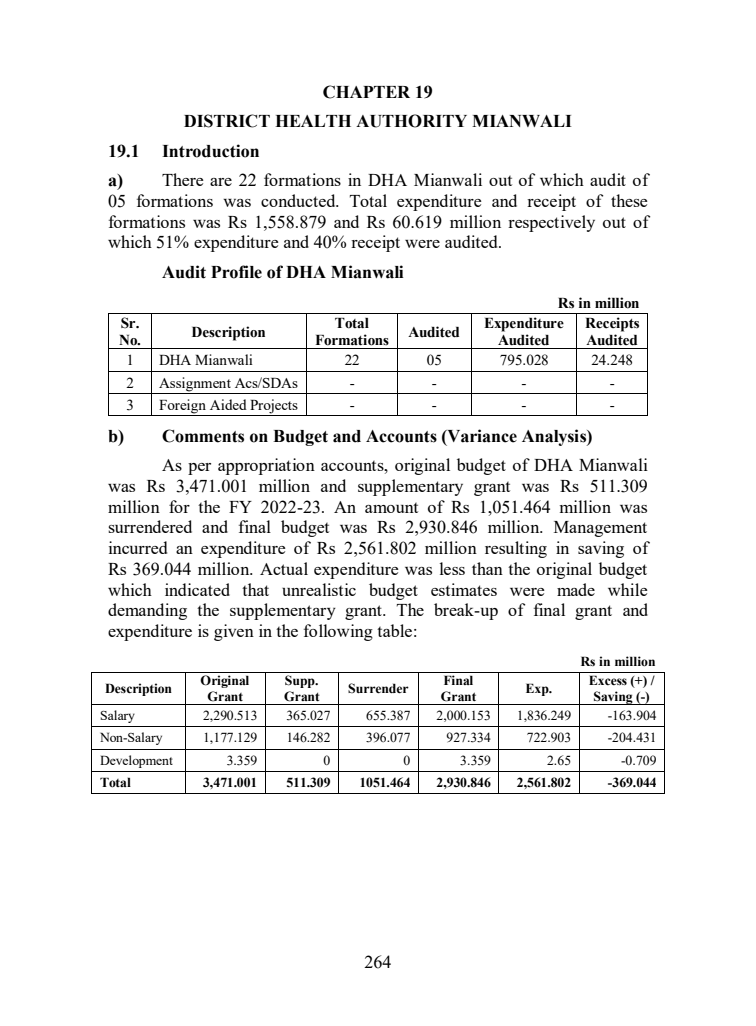 CHAPTER 19
DISTRICT HEALTH AUTHORITY MIANWALI
19.1 Introduction
a) There are 22 formations in DHA Mianwali out of which audit of
05 formations was conducted. Total expenditure and receipt of these
formations was Rs 1,558.879 and Rs 60.619 million respectively out of
which 51% expenditure and 40% receipt were audited.
Audit Profile of DHA Mianwali
Rs in million
Sr. No. Description Total Formations Audited Expenditure Audited Receipts Audited
1 DHA Mianwali 22 05 795.028 24.248
2 Assignment Acs/SDAs - - - -
3 Foreign Aided Projects - - - -
b) Comments on Budget and Accounts (Variance Analysis)
As per appropriation accounts, original budget of DHA Mianwali
was Rs 3,471.001 million and supplementary grant was Rs 511.309
million for the FY 2022-23. An amount of Rs 1,051.464 million was
surrendered and final budget was Rs 2,930.846 million. Management
incurred an expenditure of Rs 2,561.802 million resulting in saving of
Rs 369.044 million. Actual expenditure was less than the original budget
which indicated that unrealistic budget estimates were made while
demanding the supplementary grant. The break-up of final grant and
expenditure is given in the following table:
Rs in million
Description Original Grant Supp. Grant Surrender Final Grant Exp. Excess (+) / Saving (-)
Salary 2,290.513 365.027 655.387 2,000.153 1,836.249 -163.904
Non-Salary 1,177.129 146.282 396.077 927.334 722.903 -204.431
Development 3.359 0 0 3.359 2.65 -0.709
Total 3,471.001 511.309 1051.464 2,930.846 2,561.802 -369.044
264